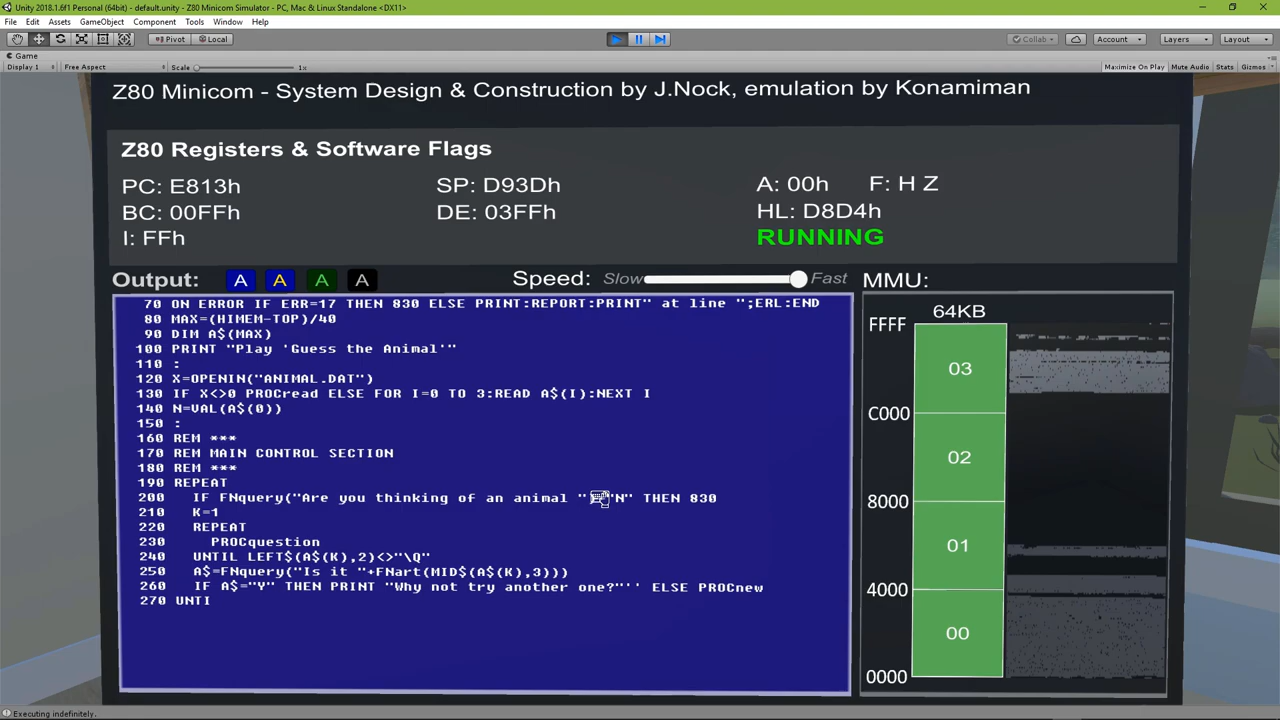 Unity 2018.1.6f1 Personal (64bit) - default.unity - Z80 Minicom Simulator - PC, Mac & Linux Standalone <DX11>
File Edit Assets GameObject Component Tools Window Help
Pivot Local Collab Account Layers Layout
Game
Display 1 Free Aspect Scale 1x Maximize On Play Mute Audio Stats Gizmos
Z80 Minicom - System Design & Construction by J.Nock, emulation by Konamiman
Z80 Registers & Software Flags
PC: E813h SP: D93Dh A: 00h F: H Z
BC: 00FFh DE: 03FFh HL: D8D4h
I: FFh RUNNING
Output: A A A A Speed: Slow Fast MMU:
70 ON ERROR IF ERR=17 THEN 830 ELSE PRINT:REPORT:PRINT" at line ";ERL:END
80 MAX=(HIMEM-TOP)/40
90 DIM A$(MAX)
100 PRINT "Play 'Guess the Animal'"
110 :
120 X=OPENIN("ANIMAL.DAT")
130 IF X<>0 PROCread ELSE FOR I=0 TO 3:READ A$(I):NEXT I
140 N=VAL(A$(0))
150 :
160 REM ***
170 REM MAIN CONTROL SECTION
180 REM ***
190 REPEAT
200 IF FNquery("Are you thinking of an animal " "N" THEN 830
210 K=1
220 REPEAT
230 PROCquestion
240 UNTIL LEFT$(A$(K),2)<>"\Q"
250 A$=FNquery("Is it "+FNart(MID$(A$(K),3)))
260 IF A$="Y" THEN PRINT "Why not try another one?"'' ELSE PROCnew
270 UNTI
64KB
FFFF
03
C000
02
8000
01
4000
00
0000
Executing indefinitely.